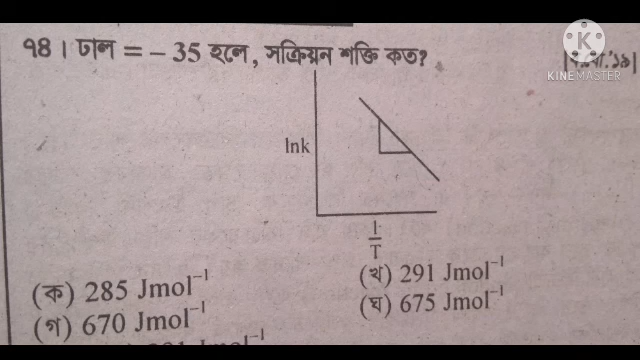 K
KINEMASTER
১৪। ঢাল = – 35 হলে, সক্রিয়ন শক্তি কত?
lnk
1
T
(ক) 285 Jmol⁻¹
(খ) 291 Jmol⁻¹
(গ) 670 Jmol⁻¹
(ঘ) 675 Jmol⁻¹